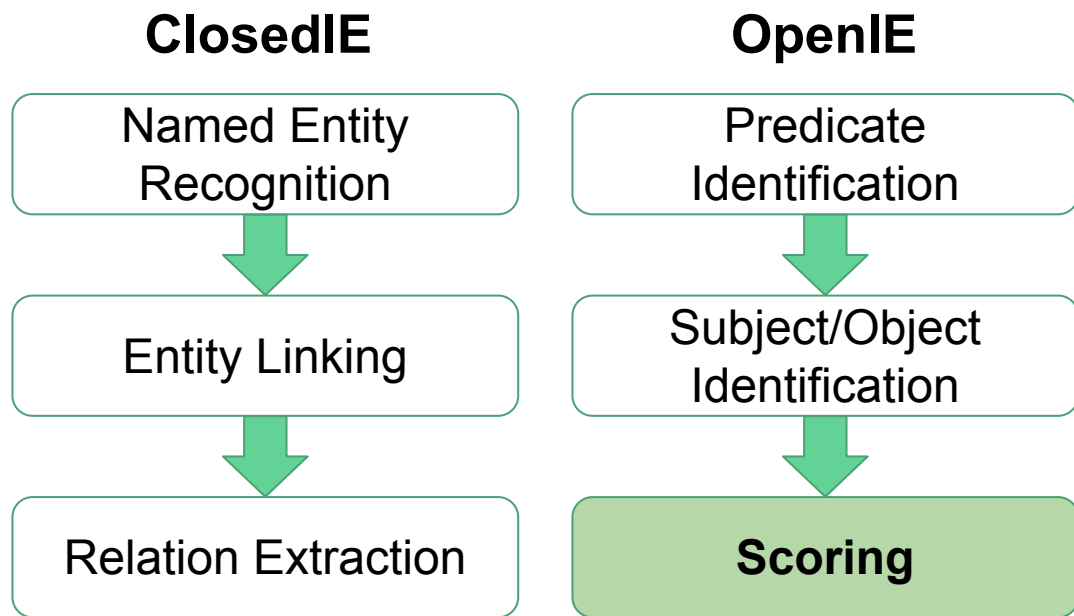 ClosedIE
Named Entity
Recognition
Entity Linking
Relation Extraction
OpenIE
Predicate
Identification
Subject/Object
Identification
Scoring